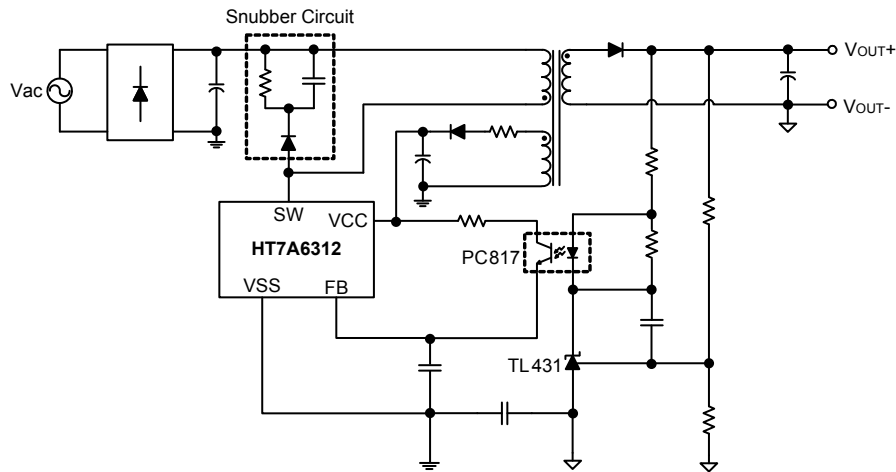 Snubber Circuit
Vac
VOUT+
VOUT-
SW
VCC
HT7A6312
VSS
FB
PC817
TL431